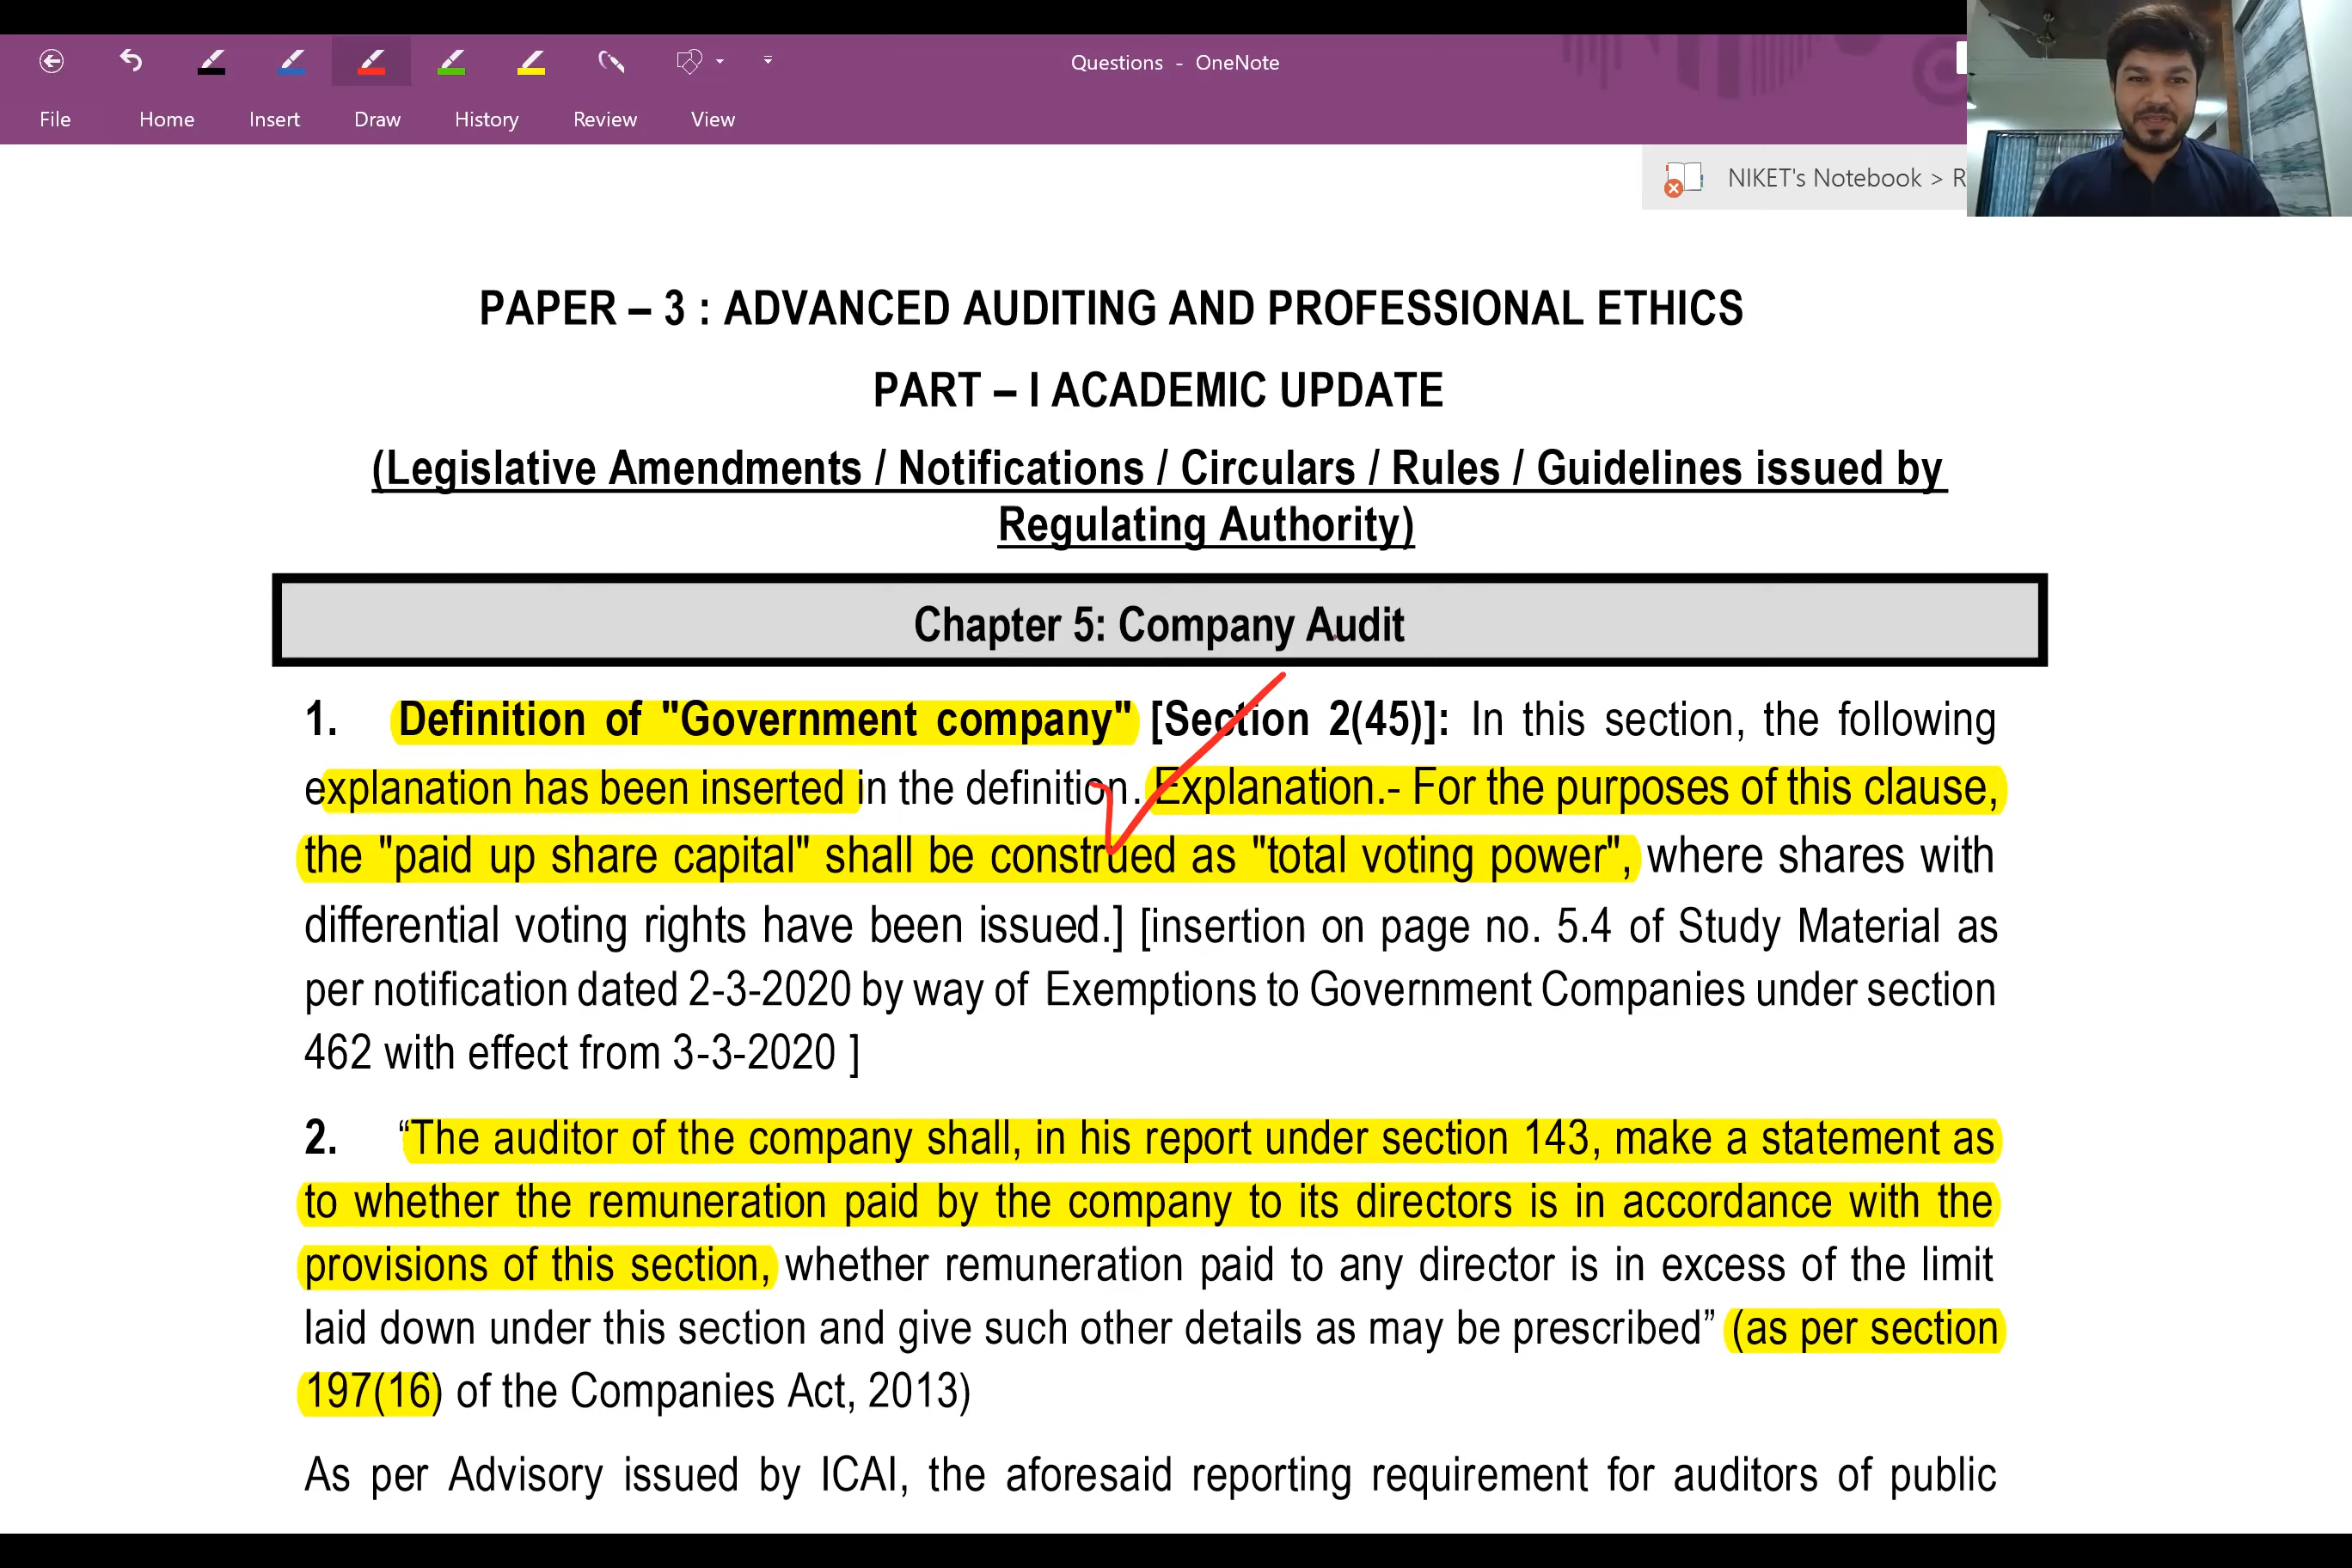 Questions - OneNote
File Home Insert Draw History Review View
NIKET's Notebook > R
PAPER – 3 : ADVANCED AUDITING AND PROFESSIONAL ETHICS
PART – I ACADEMIC UPDATE
(Legislative Amendments / Notifications / Circulars / Rules / Guidelines issued by
Regulating Authority)
Chapter 5: Company Audit
1. Definition of "Government company" [Section 2(45)]: In this section, the following
explanation has been inserted in the definition. Explanation.- For the purposes of this clause,
the "paid up share capital" shall be construed as "total voting power", where shares with
differential voting rights have been issued.] [insertion on page no. 5.4 of Study Material as
per notification dated 2-3-2020 by way of Exemptions to Government Companies under section
462 with effect from 3-3-2020 ]
2. “The auditor of the company shall, in his report under section 143, make a statement as
to whether the remuneration paid by the company to its directors is in accordance with the
provisions of this section, whether remuneration paid to any director is in excess of the limit
laid down under this section and give such other details as may be prescribed” (as per section
197(16) of the Companies Act, 2013)
As per Advisory issued by ICAI, the aforesaid reporting requirement for auditors of public